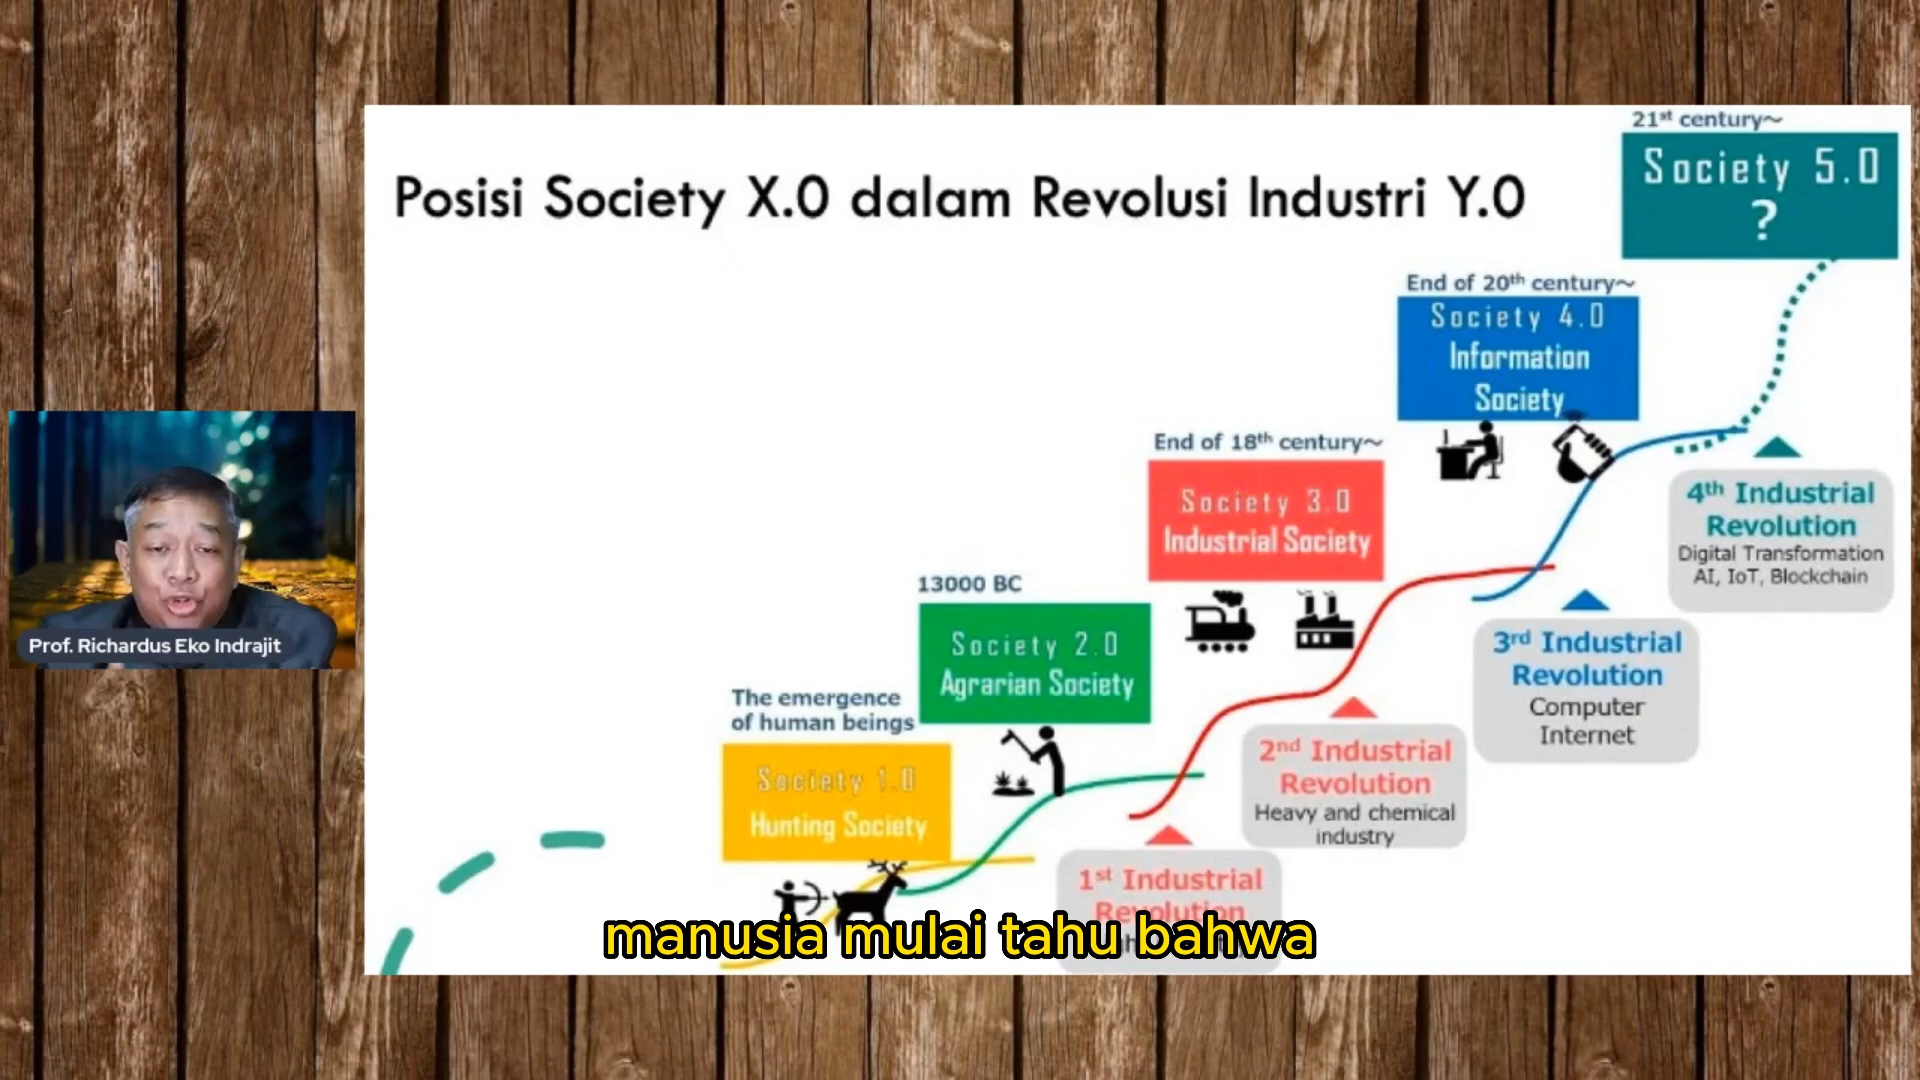 Posisi Society X.0 dalam Revolusi Industri Y.0
21st century~
Society 5.0
?
End of 20th century~
Society 4.0
Information
Society
End of 18th century~
Society 3.0
Industrial Society
13000 BC
Society 2.0
Agrarian Society
The emergence
of human beings
Society 1.0
Hunting Society
4th Industrial
Revolution
Digital Transformation
AI, IoT, Blockchain
3rd Industrial
Revolution
Computer
Internet
2nd Industrial
Revolution
Heavy and chemical
industry
1st Industrial
Revolution
Prof. Richardus Eko Indrajit
manusia mulai tahu bahwa